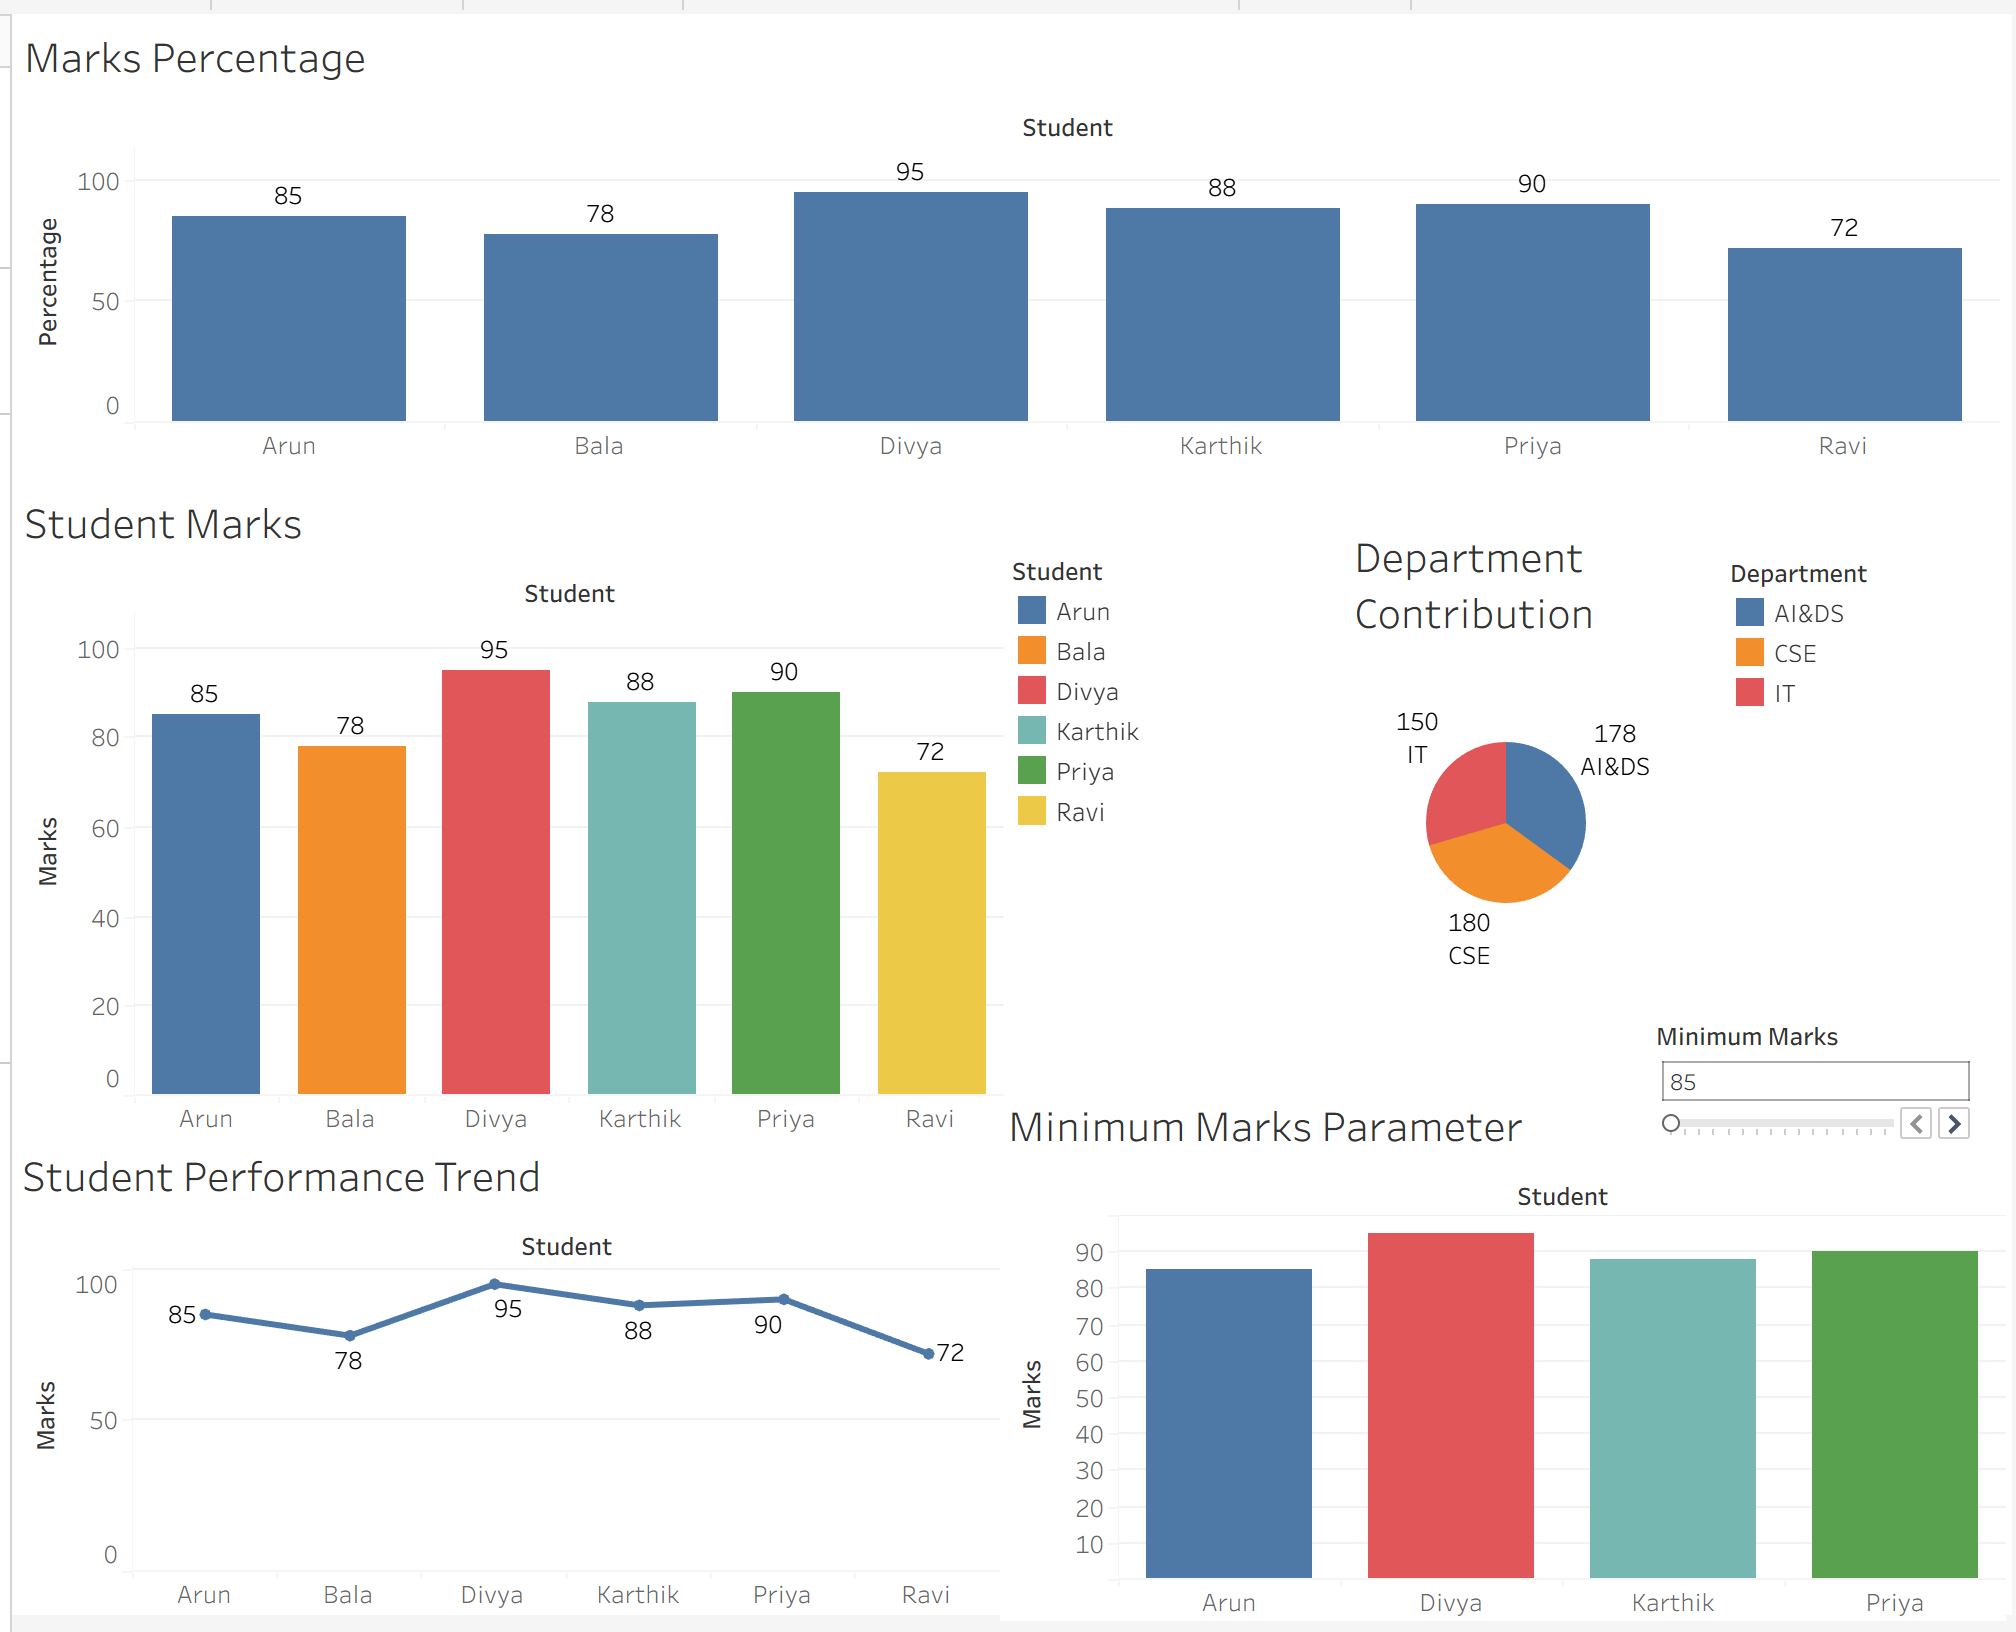 Marks Percentage
Student
Percentage
100
50
0
85
78
95
88
90
72
Arun
Bala
Divya
Karthik
Priya
Ravi
Student Marks
Student
Marks
100
80
60
40
20
0
85
78
95
88
90
72
Arun
Bala
Divya
Karthik
Priya
Ravi
Student
Arun
Bala
Divya
Karthik
Priya
Ravi
Department
Contribution
150
IT
178
AI&DS
180
CSE
Department
AI&DS
CSE
IT
Minimum Marks
85
Student Performance Trend
Student
Marks
100
50
0
85
78
95
88
90
72
Arun
Bala
Divya
Karthik
Priya
Ravi
Minimum Marks Parameter
Student
Marks
90
80
70
60
50
40
30
20
10
Arun
Divya
Karthik
Priya